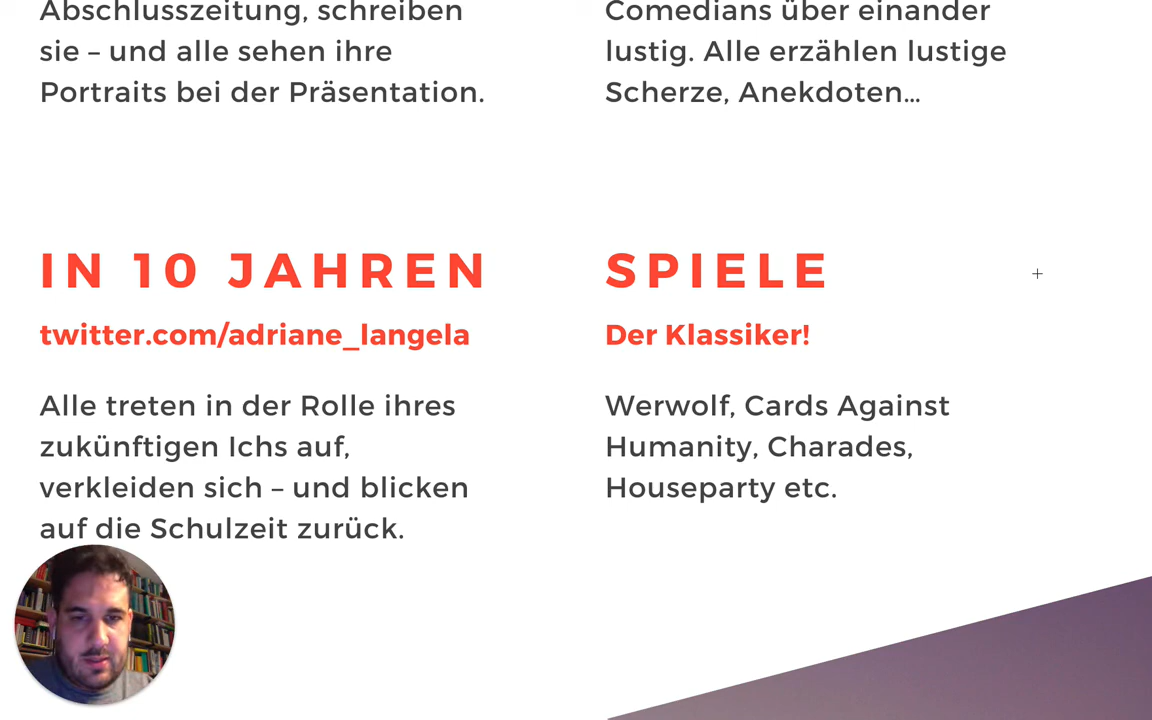 Abschlusszeitung, schreiben
sie – und alle sehen ihre
Portraits bei der Präsentation.
Comedians über einander
lustig. Alle erzählen lustige
Scherze, Anekdoten...
IN 10 JAHREN
twitter.com/adriane_langela
Alle treten in der Rolle ihres
zukünftigen Ichs auf,
verkleiden sich – und blicken
auf die Schulzeit zurück.
SPIELE
Der Klassiker!
Werwolf, Cards Against
Humanity, Charades,
Houseparty etc.